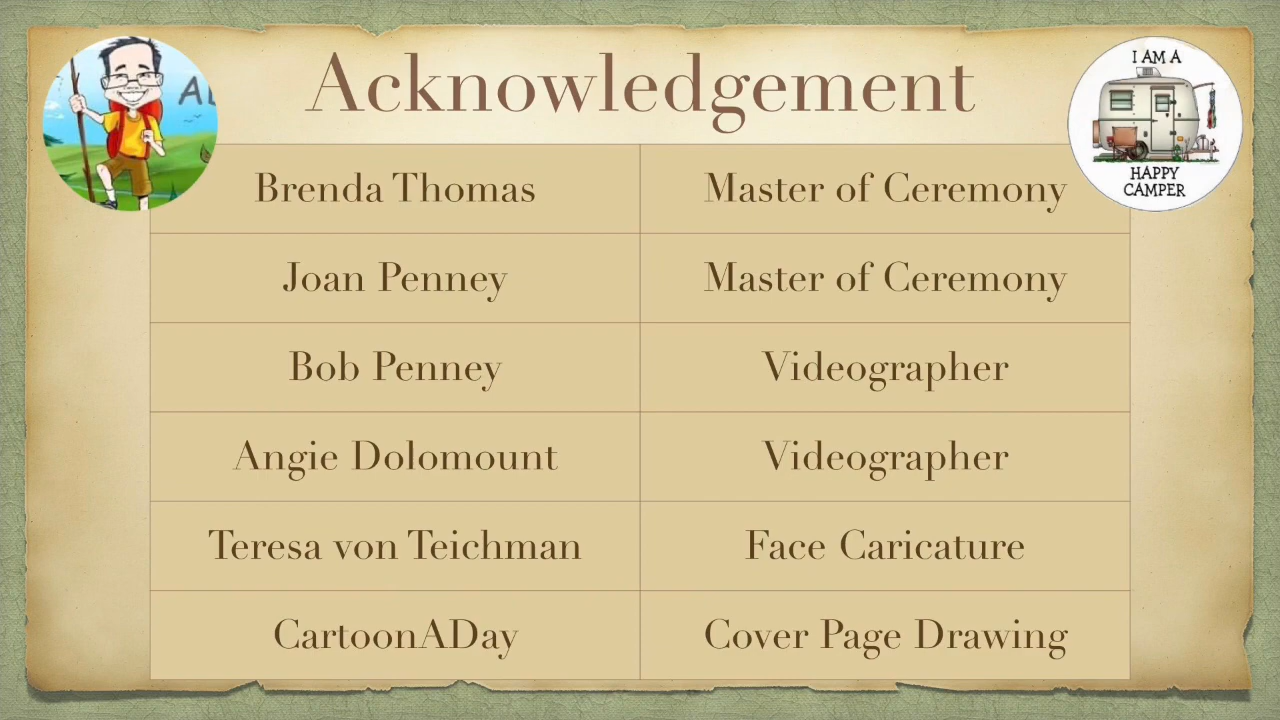 Acknowledgement
I AM A
HAPPY
CAMPER
Brenda Thomas Master of Ceremony
Joan Penney Master of Ceremony
Bob Penney Videographer
Angie Dolomount Videographer
Teresa von Teichman Face Caricature
CartoonADay Cover Page Drawing